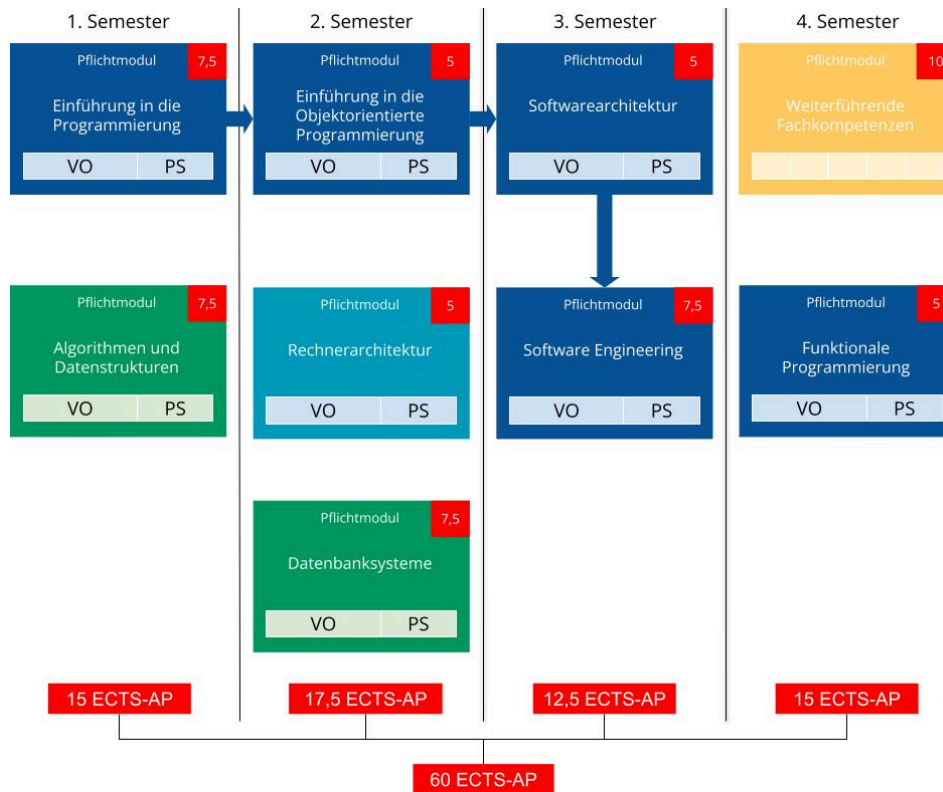 1. Semester
2. Semester
3. Semester
4. Semester
Pflichtmodul
7,5
Einführung in die
Programmierung
VO
PS
Pflichtmodul
5
Einführung in die
Objektorientierte
Programmierung
VO
PS
Pflichtmodul
5
Softwarearchitektur
VO
PS
Pflichtmodul
10
Weiterführende
Fachkompetenzen
Pflichtmodul
7,5
Algorithmen und
Datenstrukturen
VO
PS
Pflichtmodul
5
Rechnerarchitektur
VO
PS
Pflichtmodul
7,5
Software Engineering
VO
PS
Pflichtmodul
5
Funktionale
Programmierung
VO
PS
Pflichtmodul
7,5
Datenbanksysteme
VO
PS
15 ECTS-AP
17,5 ECTS-AP
12,5 ECTS-AP
15 ECTS-AP
60 ECTS-AP